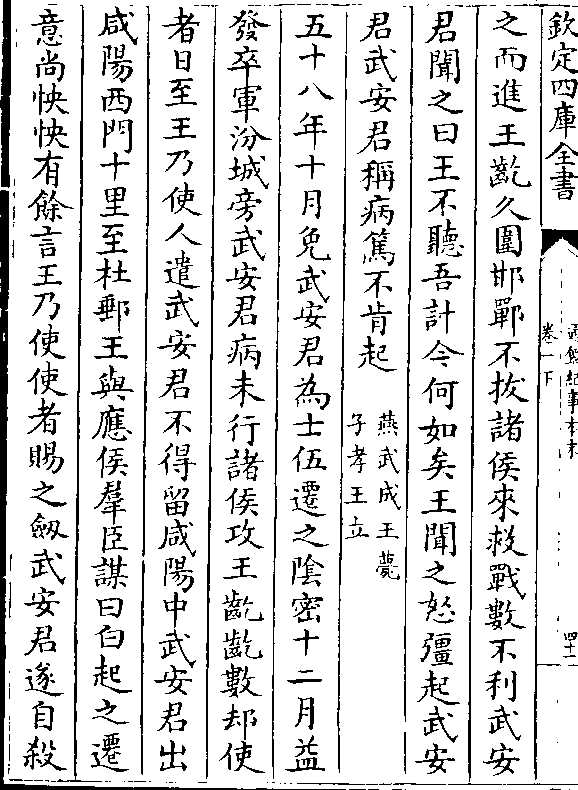 欽定四庫全書
卷一下
四十二
之而進王齕久圍邯鄲不拔諸侯來救戰數不利武安
君聞之曰王不聽吾計今何如矣王聞之怒彊起武安
君武安君稱病篤不肯起
燕武成王薨
子孝王立
五十八年十月免武安君為士伍遷之陰密十二月益
發卒軍汾城旁武安君病未行諸侯攻王齕齕數却使
者日至王乃使人遣武安君不得留咸陽中武安君出
咸陽西門十里至杜郵王與應侯羣臣謀曰白起之遷
意尚怏怏有餘言王乃使使者賜之劔武安君遂自殺